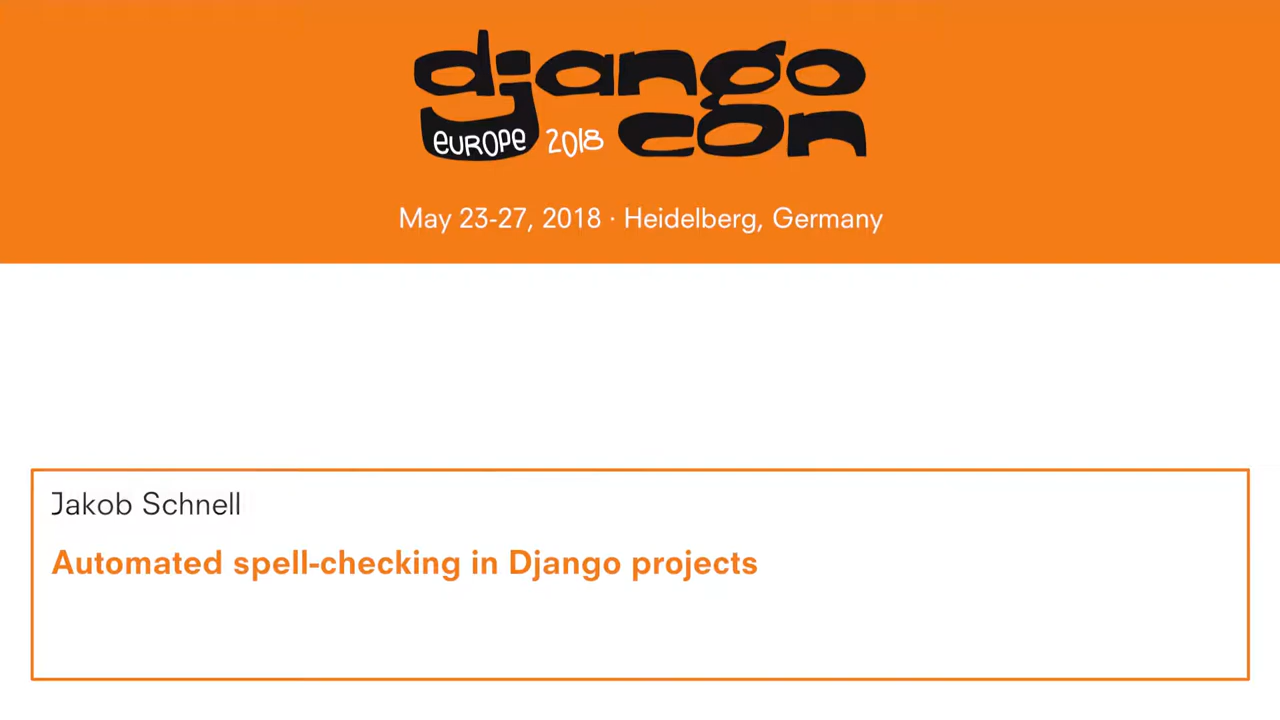 django
EUROPE 2018 con
May 23-27, 2018 · Heidelberg, Germany
Jakob Schnell
Automated spell-checking in Django projects